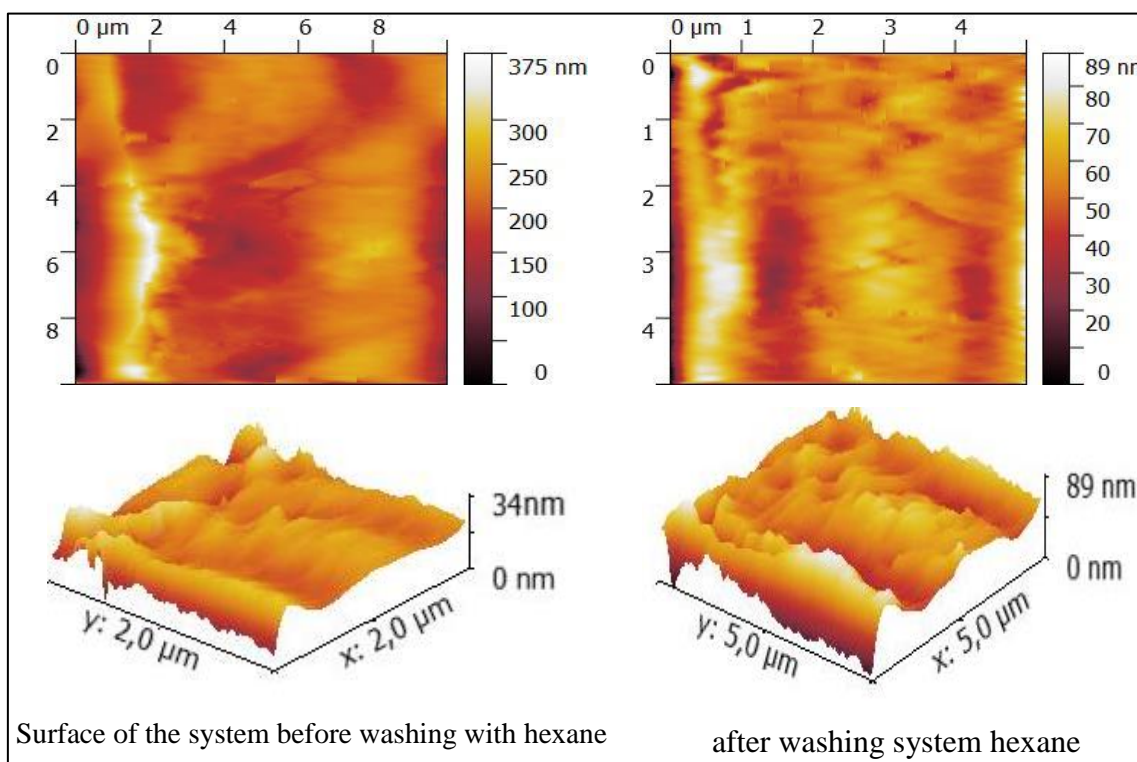 0 μm 2 4 6 8
0
2
4
6
8
375 nm
300
250
200
150
100
0
0 μm 1 2 3 4
0
1
2
3
4
89 nm
80
70
60
50
40
30
20
0
34nm
0 nm
y: 2,0 μm
x: 2,0 μm
89 nm
0 nm
y: 5,0 μm
x: 5,0 μm
Surface of the system before washing with hexane
after washing system hexane